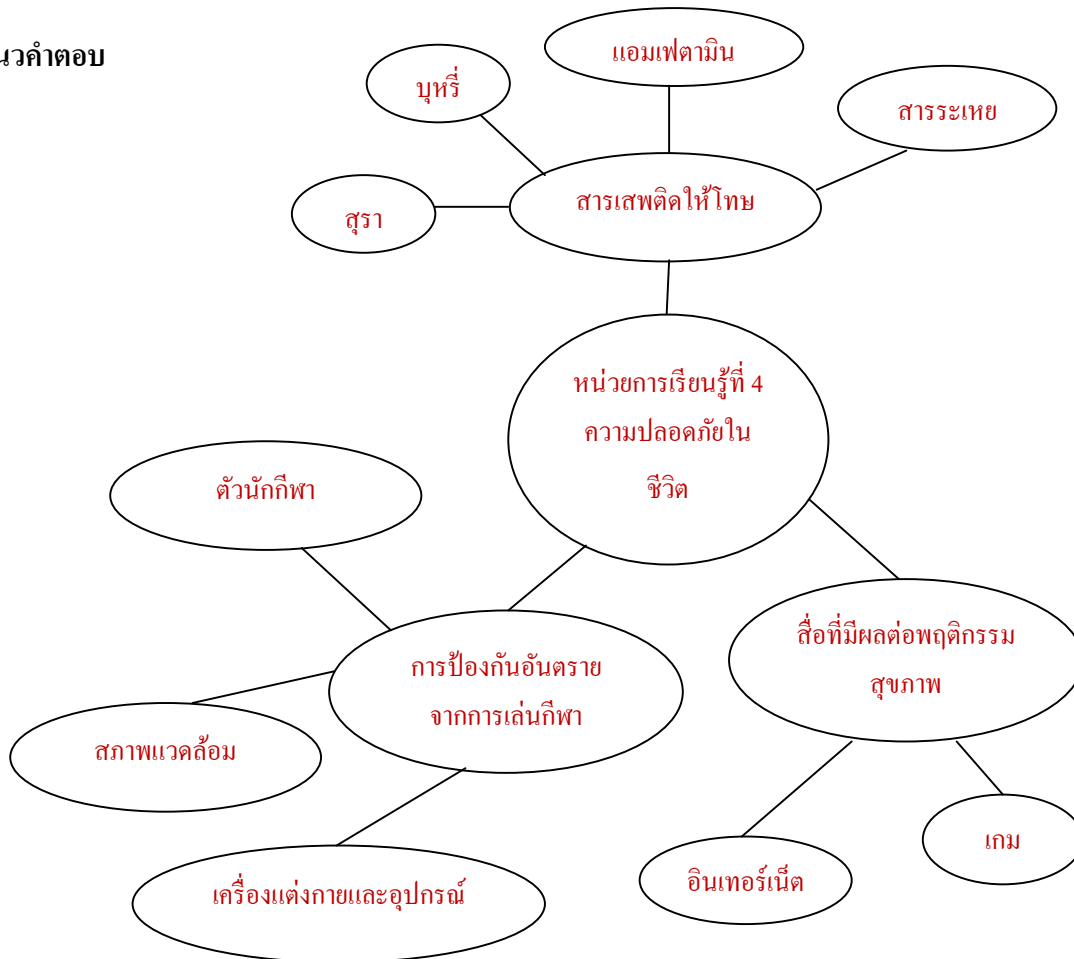 นวคำตอบ
แอมเฟตามิน
บุหรี่
สารระเหย
สุรา
สารเสพติดให้โทษ
หน่วยการเรียนรู้ที่ 4
ความปลอดภัยใน
ชีวิต
ตัวนักกีฬา
สื่อที่มีผลต่อพฤติกรรม
สุขภาพ
การป้องกันอันตราย
จากการเล่นกีฬา
สภาพแวดล้อม
เกม
อินเทอร์เน็ต
เครื่องแต่งกายและอุปกรณ์